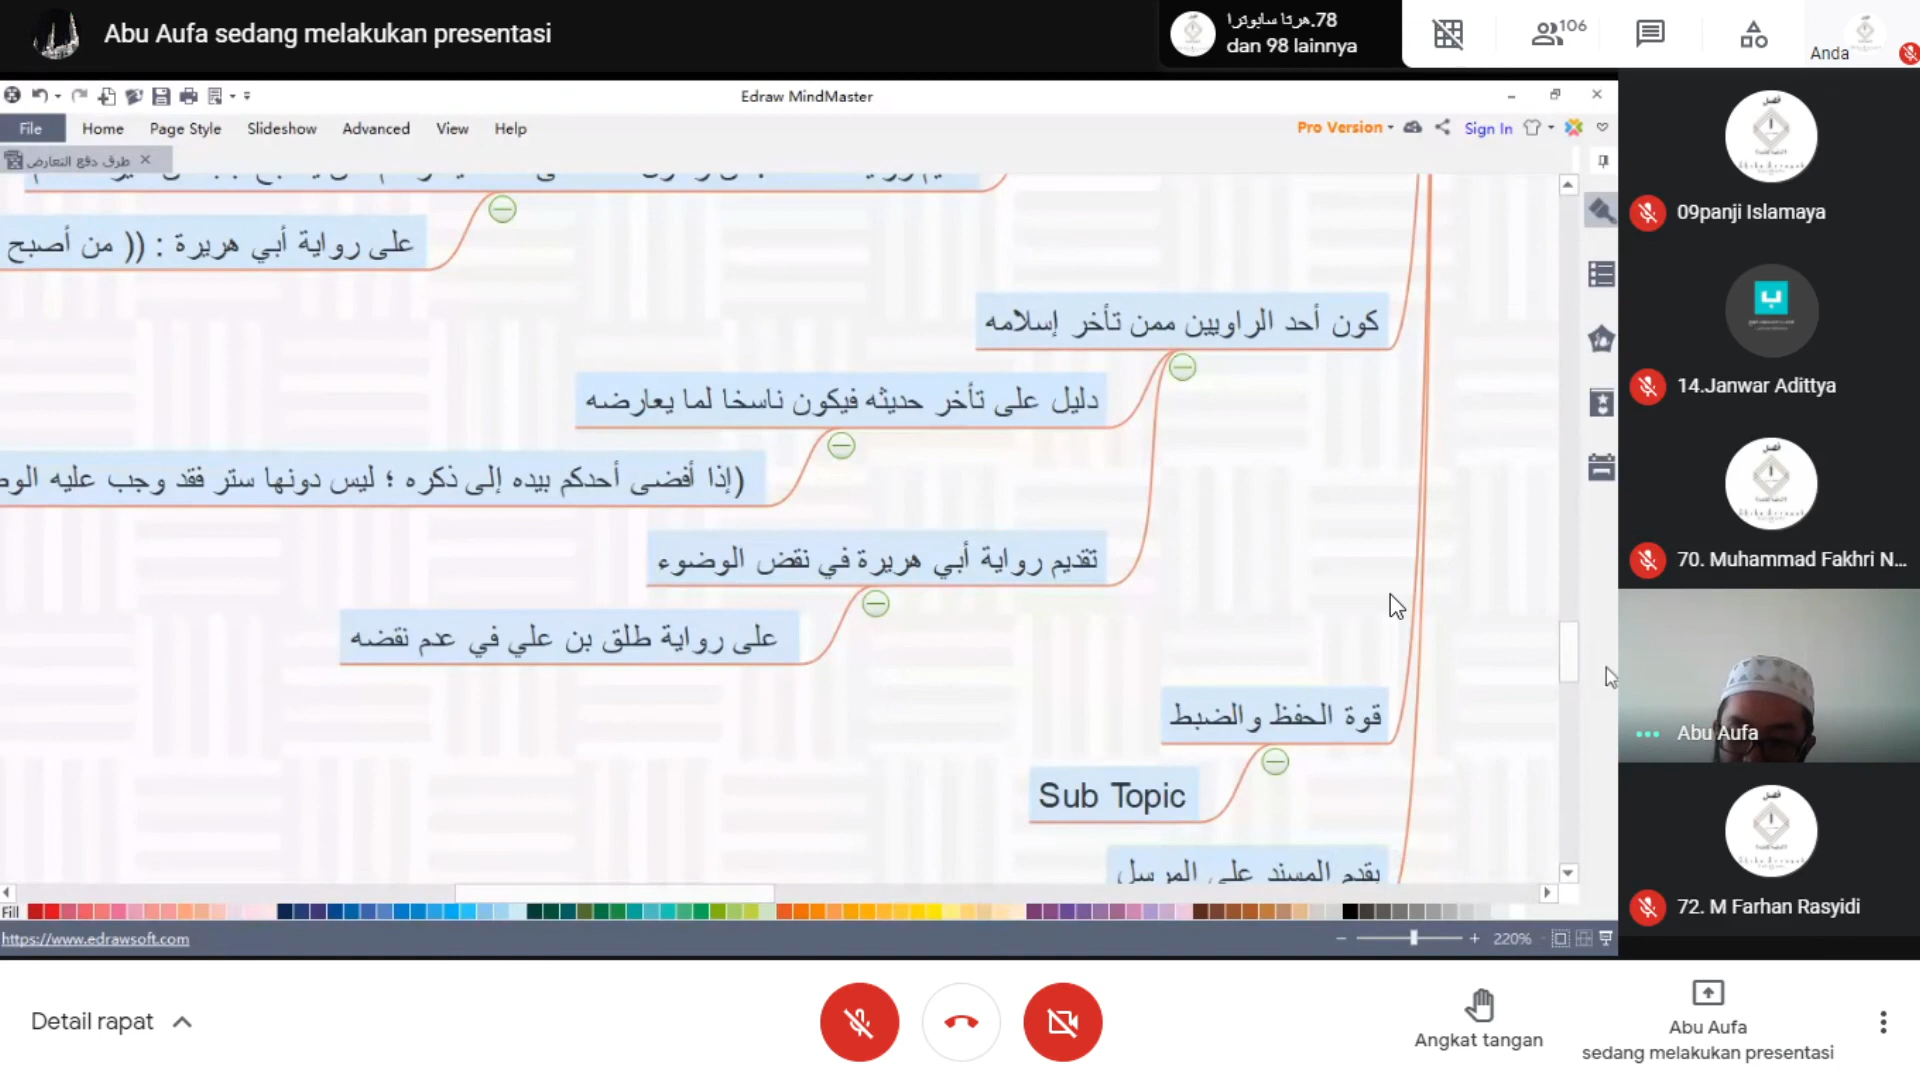 Abu Aufa sedang melakukan presentasi
78.هرتا سابوترا
dan 98 lainnya
106
Anda
Edraw MindMaster
File
Home
Page Style
Slideshow
Advanced
View
Help
Pro Version
Sign In
طرق دفع التعارض
على رواية أبي هريرة : (( من أصبح
كون أحد الراويين ممن تأخر إسلامه
دليل على تأخر حديثه فيكون ناسخا لما يعارضه
(إذا أفضى أحدكم بيده إلى ذكره ؛ ليس دونها ستر فقد وجب عليه الوض
تقديم رواية أبي هريرة في نقض الوضوء
على رواية طلق بن علي في عدم نقضه
قوة الحفظ والضبط
Sub Topic
يقدم المسند على المرسل
Fill
https://www.edrawsoft.com
220%
09panji Islamaya
14.Janwar Adittya
70. Muhammad Fakhri N...
Abu Aufa
72. M Farhan Rasyidi
Detail rapat
Angkat tangan
Abu Aufa
sedang melakukan presentasi